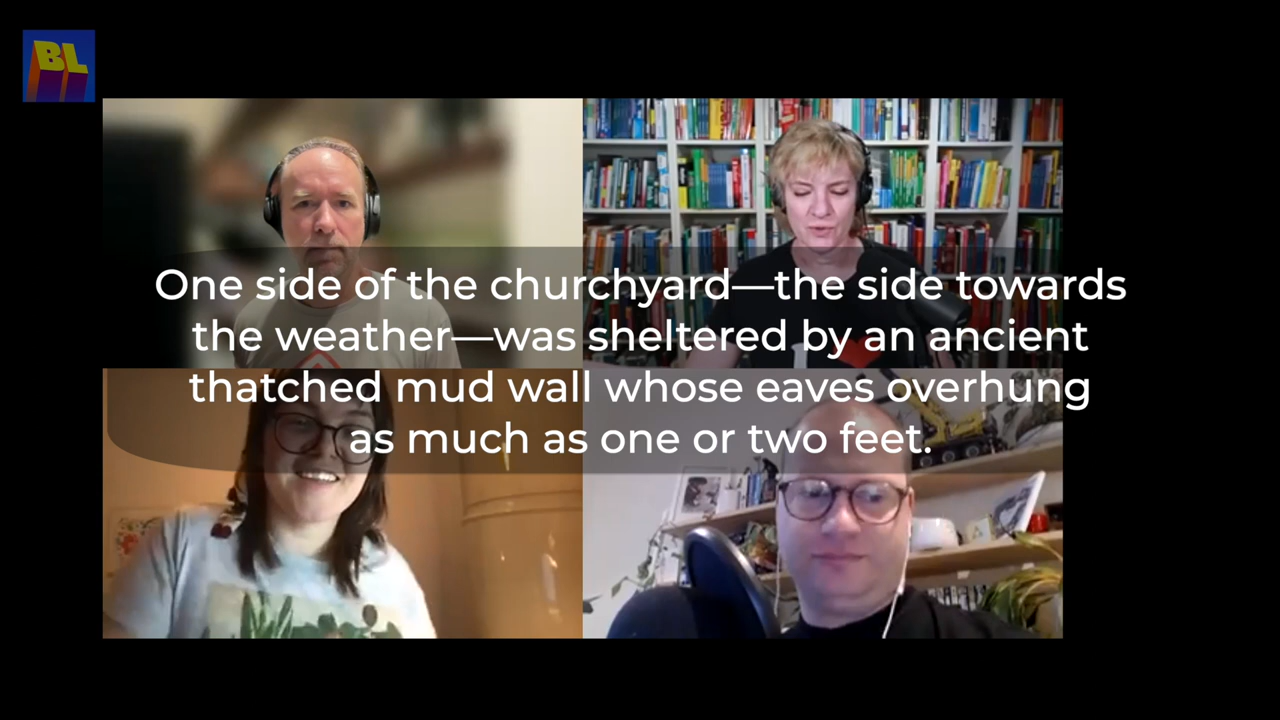 BL
One side of the churchyard—the side towards
the weather—was sheltered by an ancient
thatched mud wall whose eaves overhung
as much as one or two feet.